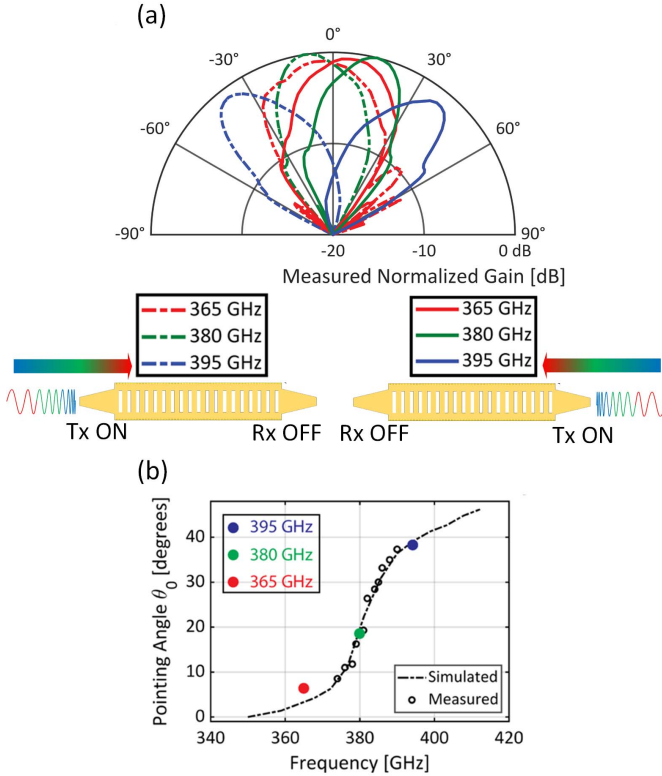 (a)
0°
-30°
30°
-60°
60°
-90°
90°
-20
-10
0 dB
Measured Normalized Gain [dB]
365 GHz
380 GHz
395 GHz
365 GHz
380 GHz
395 GHz
Tx ON
Rx OFF
Rx OFF
Tx ON
(b)
Pointing Angle θ0 [degrees]
40
30
20
10
0
395 GHz
380 GHz
365 GHz
Simulated
Measured
340
360
380
400
420
Frequency [GHz]